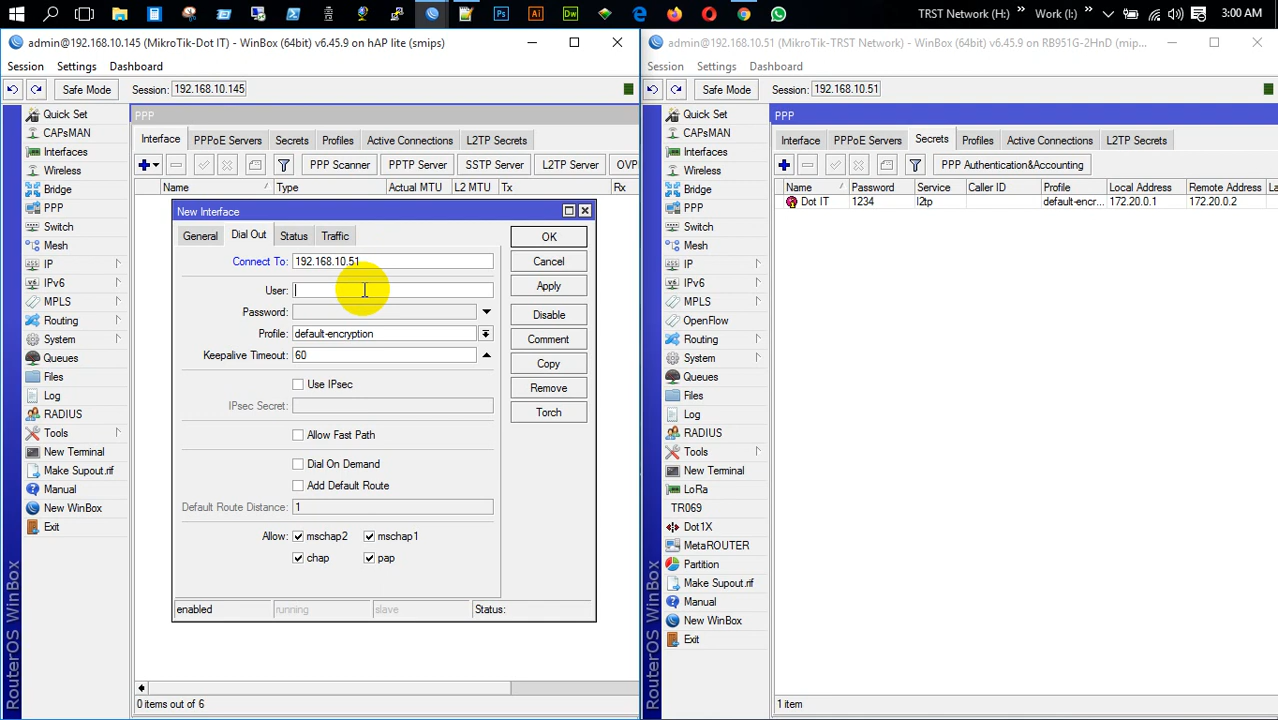 TRST Network (H:) Work (I:) 3:00 AM
admin@192.168.10.145 (MikroTik-Dot IT) - WinBox (64bit) v6.45.9 on hAP lite (smips)
Session Settings Dashboard
Safe Mode Session: 192.168.10.145
Quick Set
CAPsMAN
Interfaces
Wireless
Bridge
PPP
Switch
Mesh
IP
IPv6
MPLS
Routing
System
Queues
Files
Log
RADIUS
Tools
New Terminal
Make Supout.rif
Manual
New WinBox
Exit
RouterOS WinBox
PPP
Interface PPPoE Servers Secrets Profiles Active Connections L2TP Secrets
PPP Scanner PPTP Server SSTP Server L2TP Server OVP
Name Type Actual MTU L2 MTU Tx Rx
New Interface
General Dial Out Status Traffic
Connect To: 192.168.10.51
User:
Password:
Profile: default-encryption
Keepalive Timeout: 60
Use IPsec
IPsec Secret:
Allow Fast Path
Dial On Demand
Add Default Route
Default Route Distance: 1
Allow: mschap2 mschap1
chap pap
OK
Cancel
Apply
Disable
Comment
Copy
Remove
Torch
enabled running slave Status:
0 items out of 6
admin@192.168.10.51 (MikroTik-TRST Network) - WinBox (64bit) v6.45.9 on RB951G-2HnD (mip...
Session Settings Dashboard
Safe Mode Session: 192.168.10.51
Quick Set
CAPsMAN
Interfaces
Wireless
Bridge
PPP
Switch
Mesh
IP
IPv6
MPLS
OpenFlow
Routing
System
Queues
Files
Log
RADIUS
Tools
New Terminal
LoRa
TR069
Dot1X
MetaROUTER
Partition
Make Supout.rif
Manual
New WinBox
Exit
RouterOS WinBox
PPP
Interface PPPoE Servers Secrets Profiles Active Connections L2TP Secrets
PPP Authentication&Accounting
Name Password Service Caller ID Profile Local Address Remote Address
Dot IT 1234 l2tp default-encr... 172.20.0.1 172.20.0.2
1 item